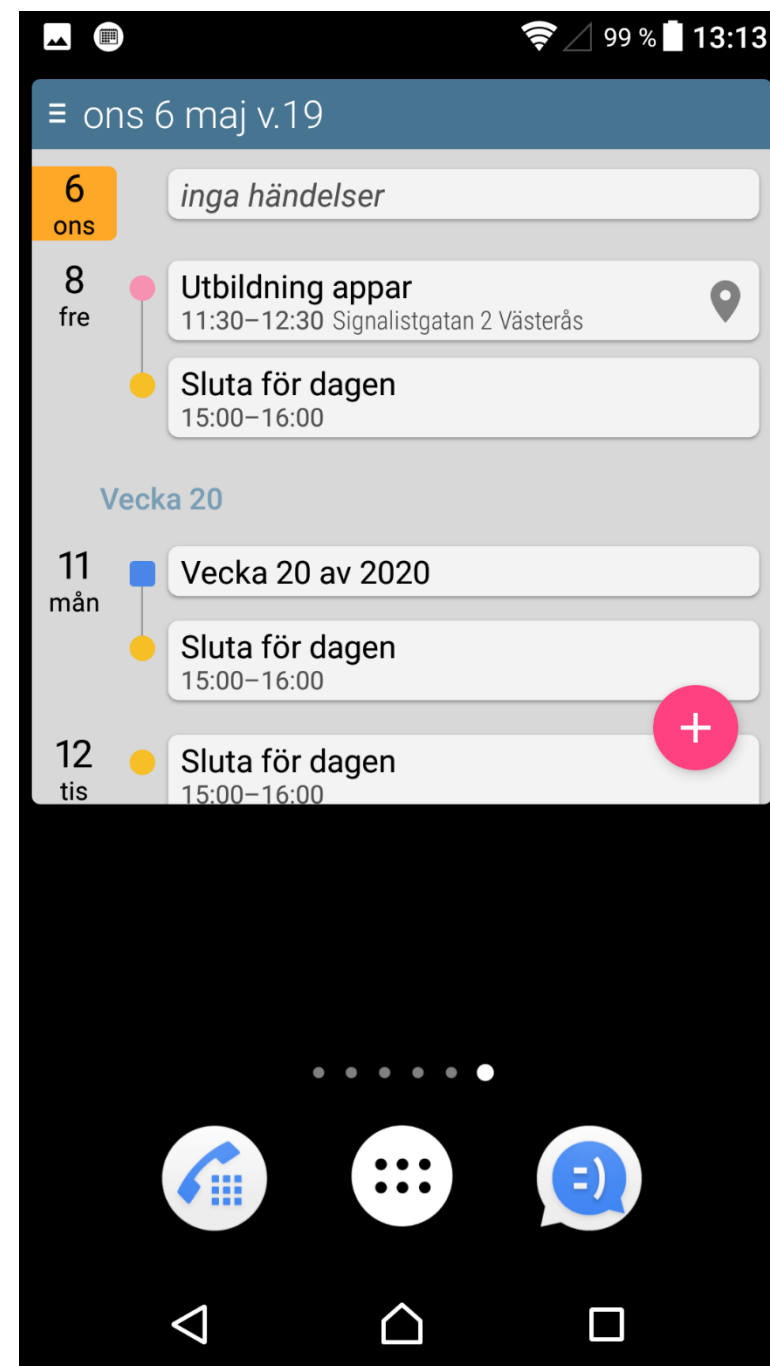 99 % 13:13
ons 6 maj v.19
6
ons
inga händelser
8
fre
Utbildning appar
11:30–12:30 Signalistgatan 2 Västerås
Sluta för dagen
15:00–16:00
Vecka 20
11
mån
Vecka 20 av 2020
Sluta för dagen
15:00–16:00
+
12
tis
Sluta för dagen
15:00–16:00
=)